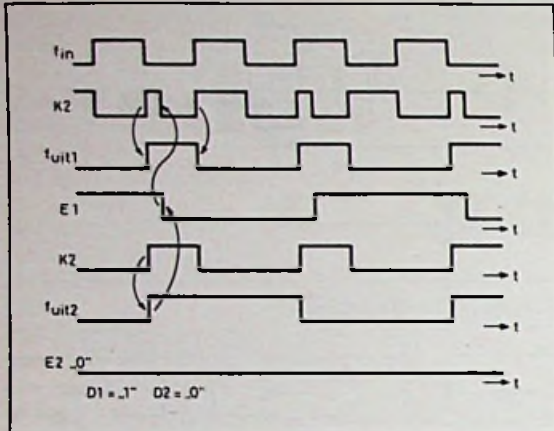 fin
t
K2
t
fuit1
t
E1
t
K2
t
fuit2
t
E2 „0"
t
D1 = „1" D2 = „0"